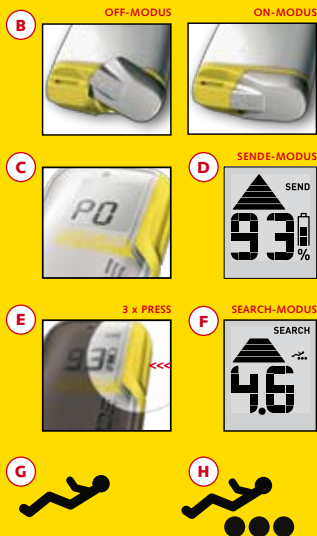 B
OFF-MODUS
ON-MODUS
C
P0
D
SENDE-MODUS
SEND
93
%
E
3 x PRESS
93
<<<
F
SEARCH-MODUS
SEARCH
4.6
G
H